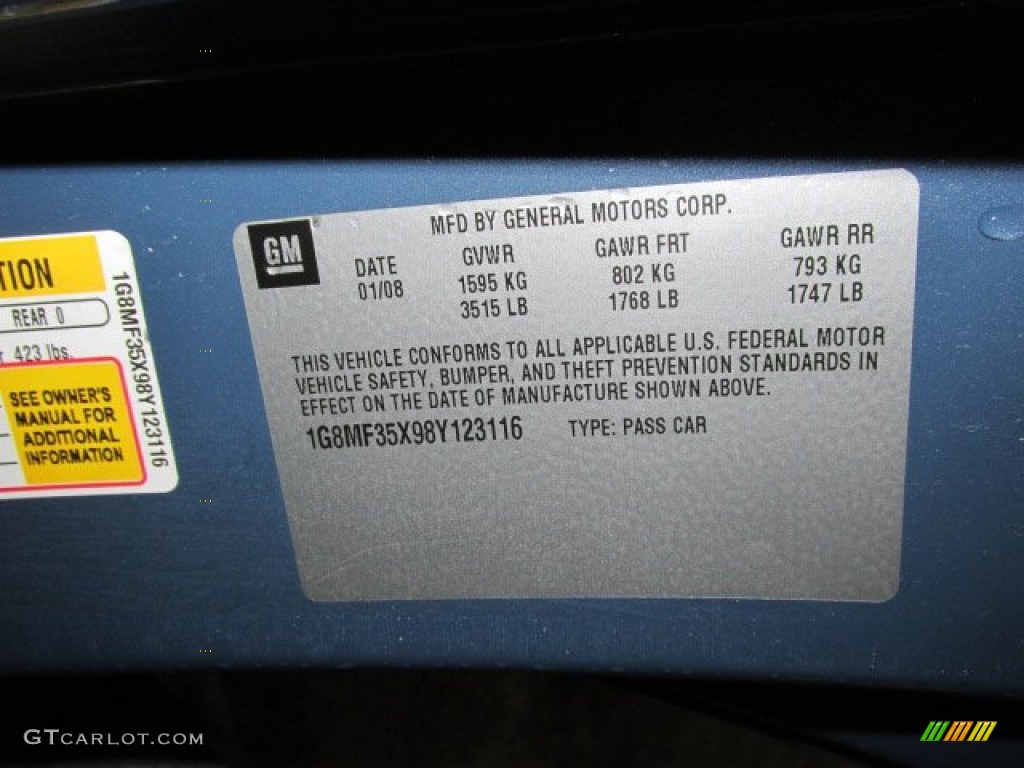 TION
REAR 0
423 lbs.
SEE OWNER'S
MANUAL FOR
ADDITIONAL
INFORMATION
1G8MF35X98Y123116
GM
MFD BY GENERAL MOTORS CORP.
DATE GVWR GAWR FRT GAWR RR
01/08 1595 KG 802 KG 793 KG
3515 LB 1768 LB 1747 LB
THIS VEHICLE CONFORMS TO ALL APPLICABLE U.S. FEDERAL MOTOR
VEHICLE SAFETY, BUMPER, AND THEFT PREVENTION STANDARDS IN
EFFECT ON THE DATE OF MANUFACTURE SHOWN ABOVE.
1G8MF35X98Y123116 TYPE: PASS CAR
GTCARLOT.COM